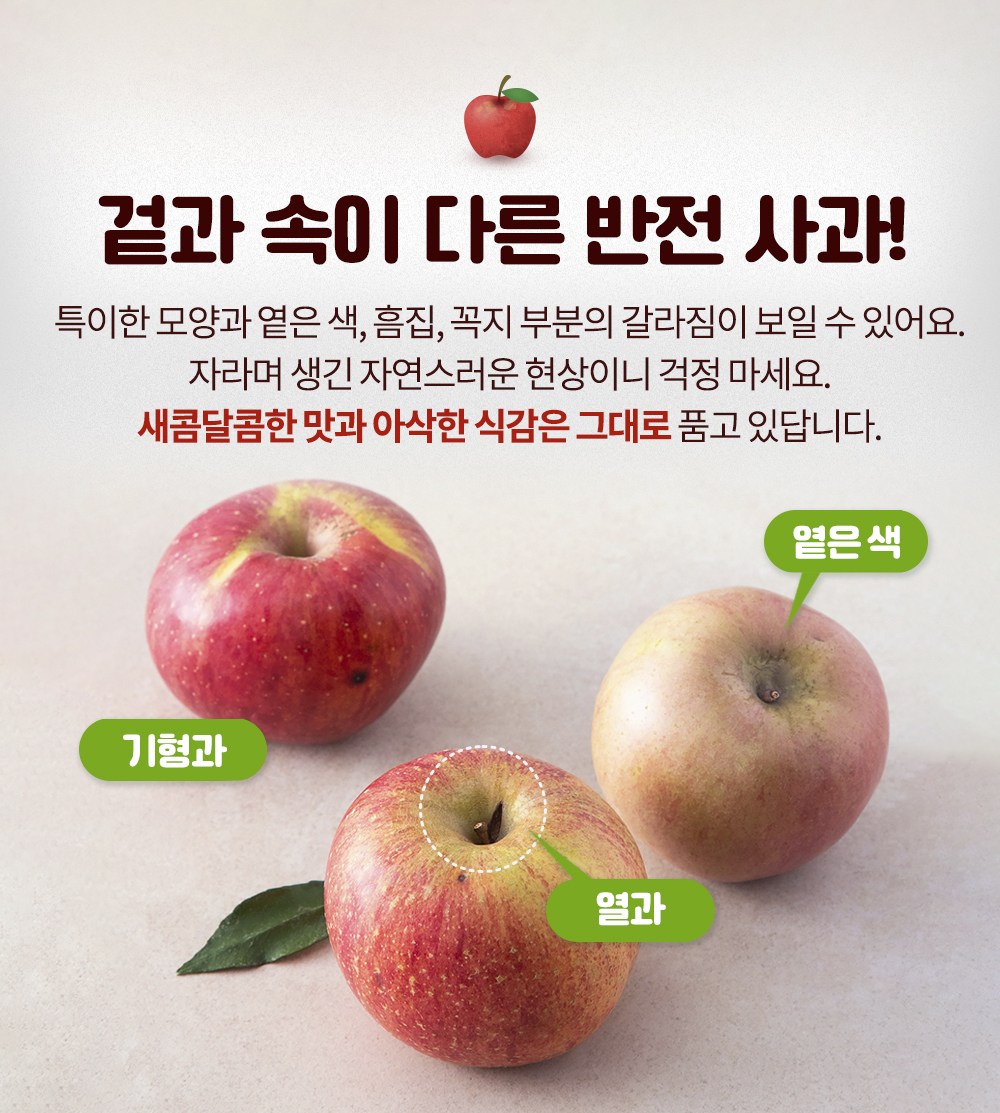 겉과 속이 다른 반전 사과!
특이한 모양과 옅은 색, 흠집, 꼭지 부분의 갈라짐이 보일 수 있어요.
자라며 생긴 자연스러운 현상이니 걱정 마세요.
새콤달콤한 맛과 아삭한 식감은 그대로 품고 있답니다.
옅은 색
기형과
열과